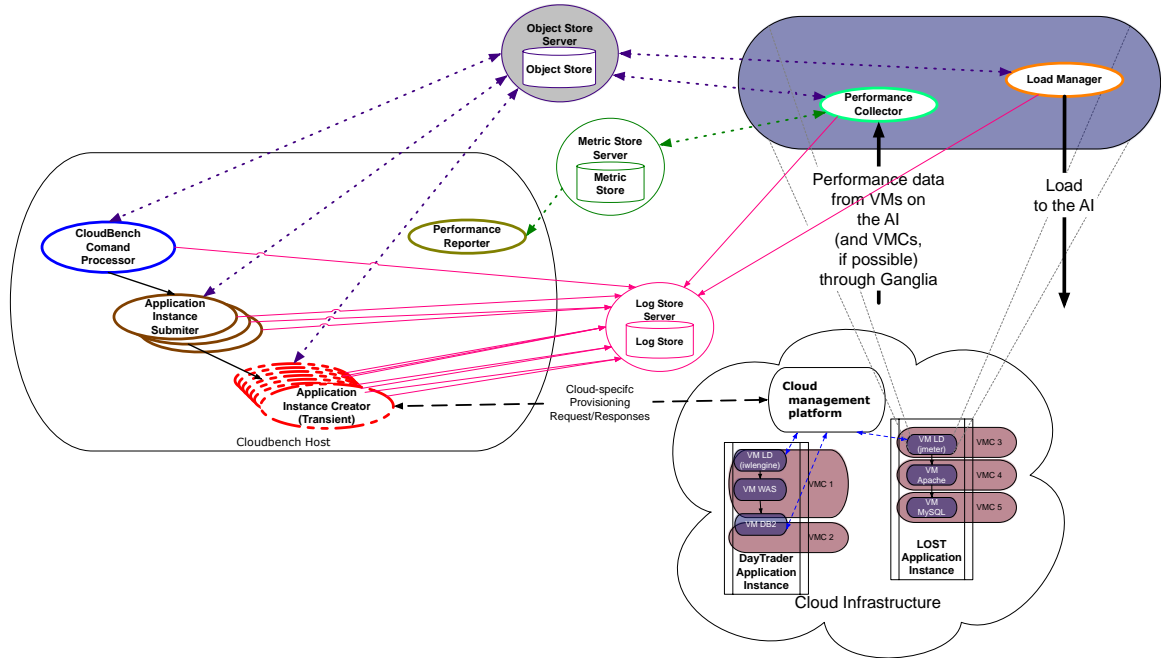 Object Store
Server
Object Store
Load Manager
Performance
Collector
Metric Store
Server
Metric
Store
Performance data
from VMs on
the AI
(and VMCs,
if possible)
through Ganglia
Load
to the AI
CloudBench
Comand
Processor
Performance
Reporter
Application
Instance
Submiter
Log Store
Server
Log Store
Application
Instance Creator
(Transient)
Cloudbench Host
Cloud-specifc
Provisioning
Request/Responses
Cloud
management
platform
VM LD
(iwlengine)
VM WAS
VM DB2
VMC 1
VMC 2
DayTrader
Application
Instance
VM LD
(jmeter)
VMC 3
VM
Apache
VMC 4
VM
MySQL
VMC 5
LOST
Application
Instance
Cloud Infrastructure